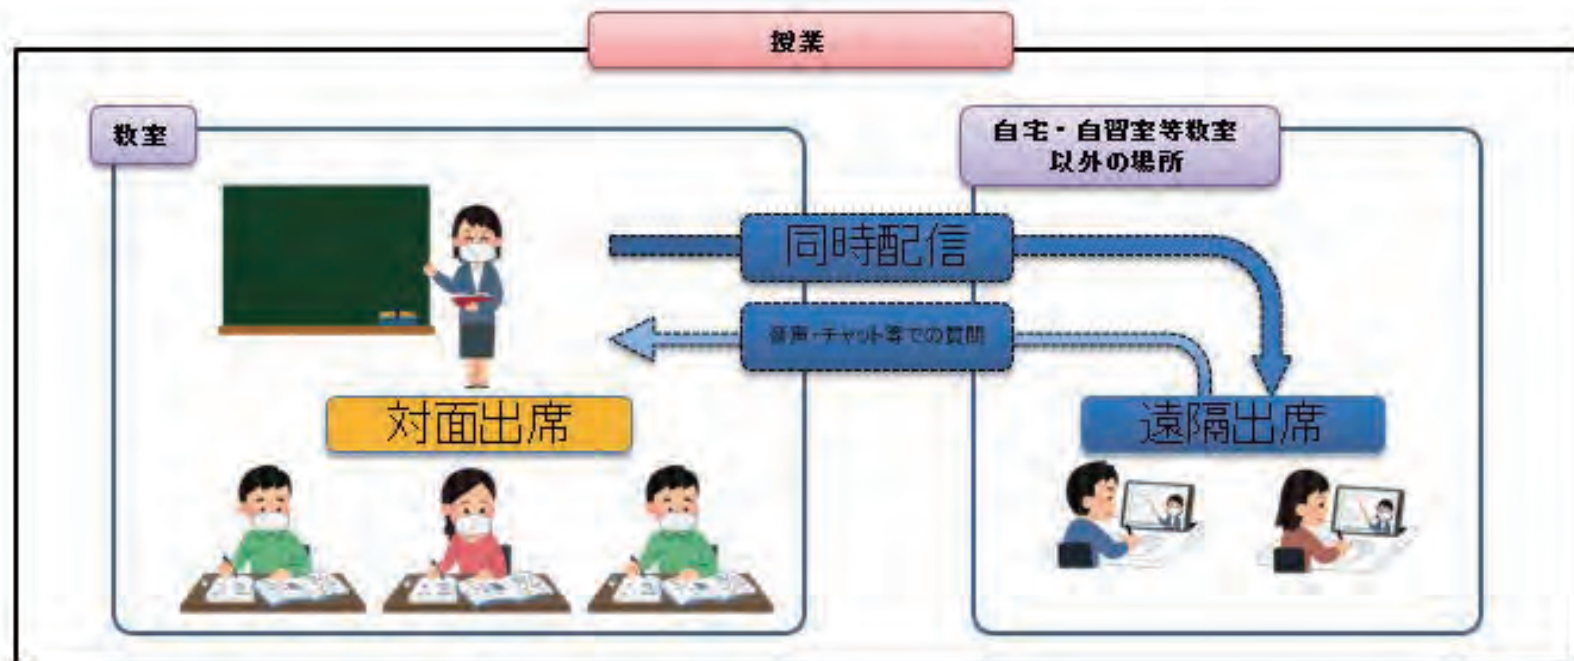 授業
教室
自宅・自習室等教室
以外の場所
同時配信
音声・チャット等での質問
対面出席
遠隔出席